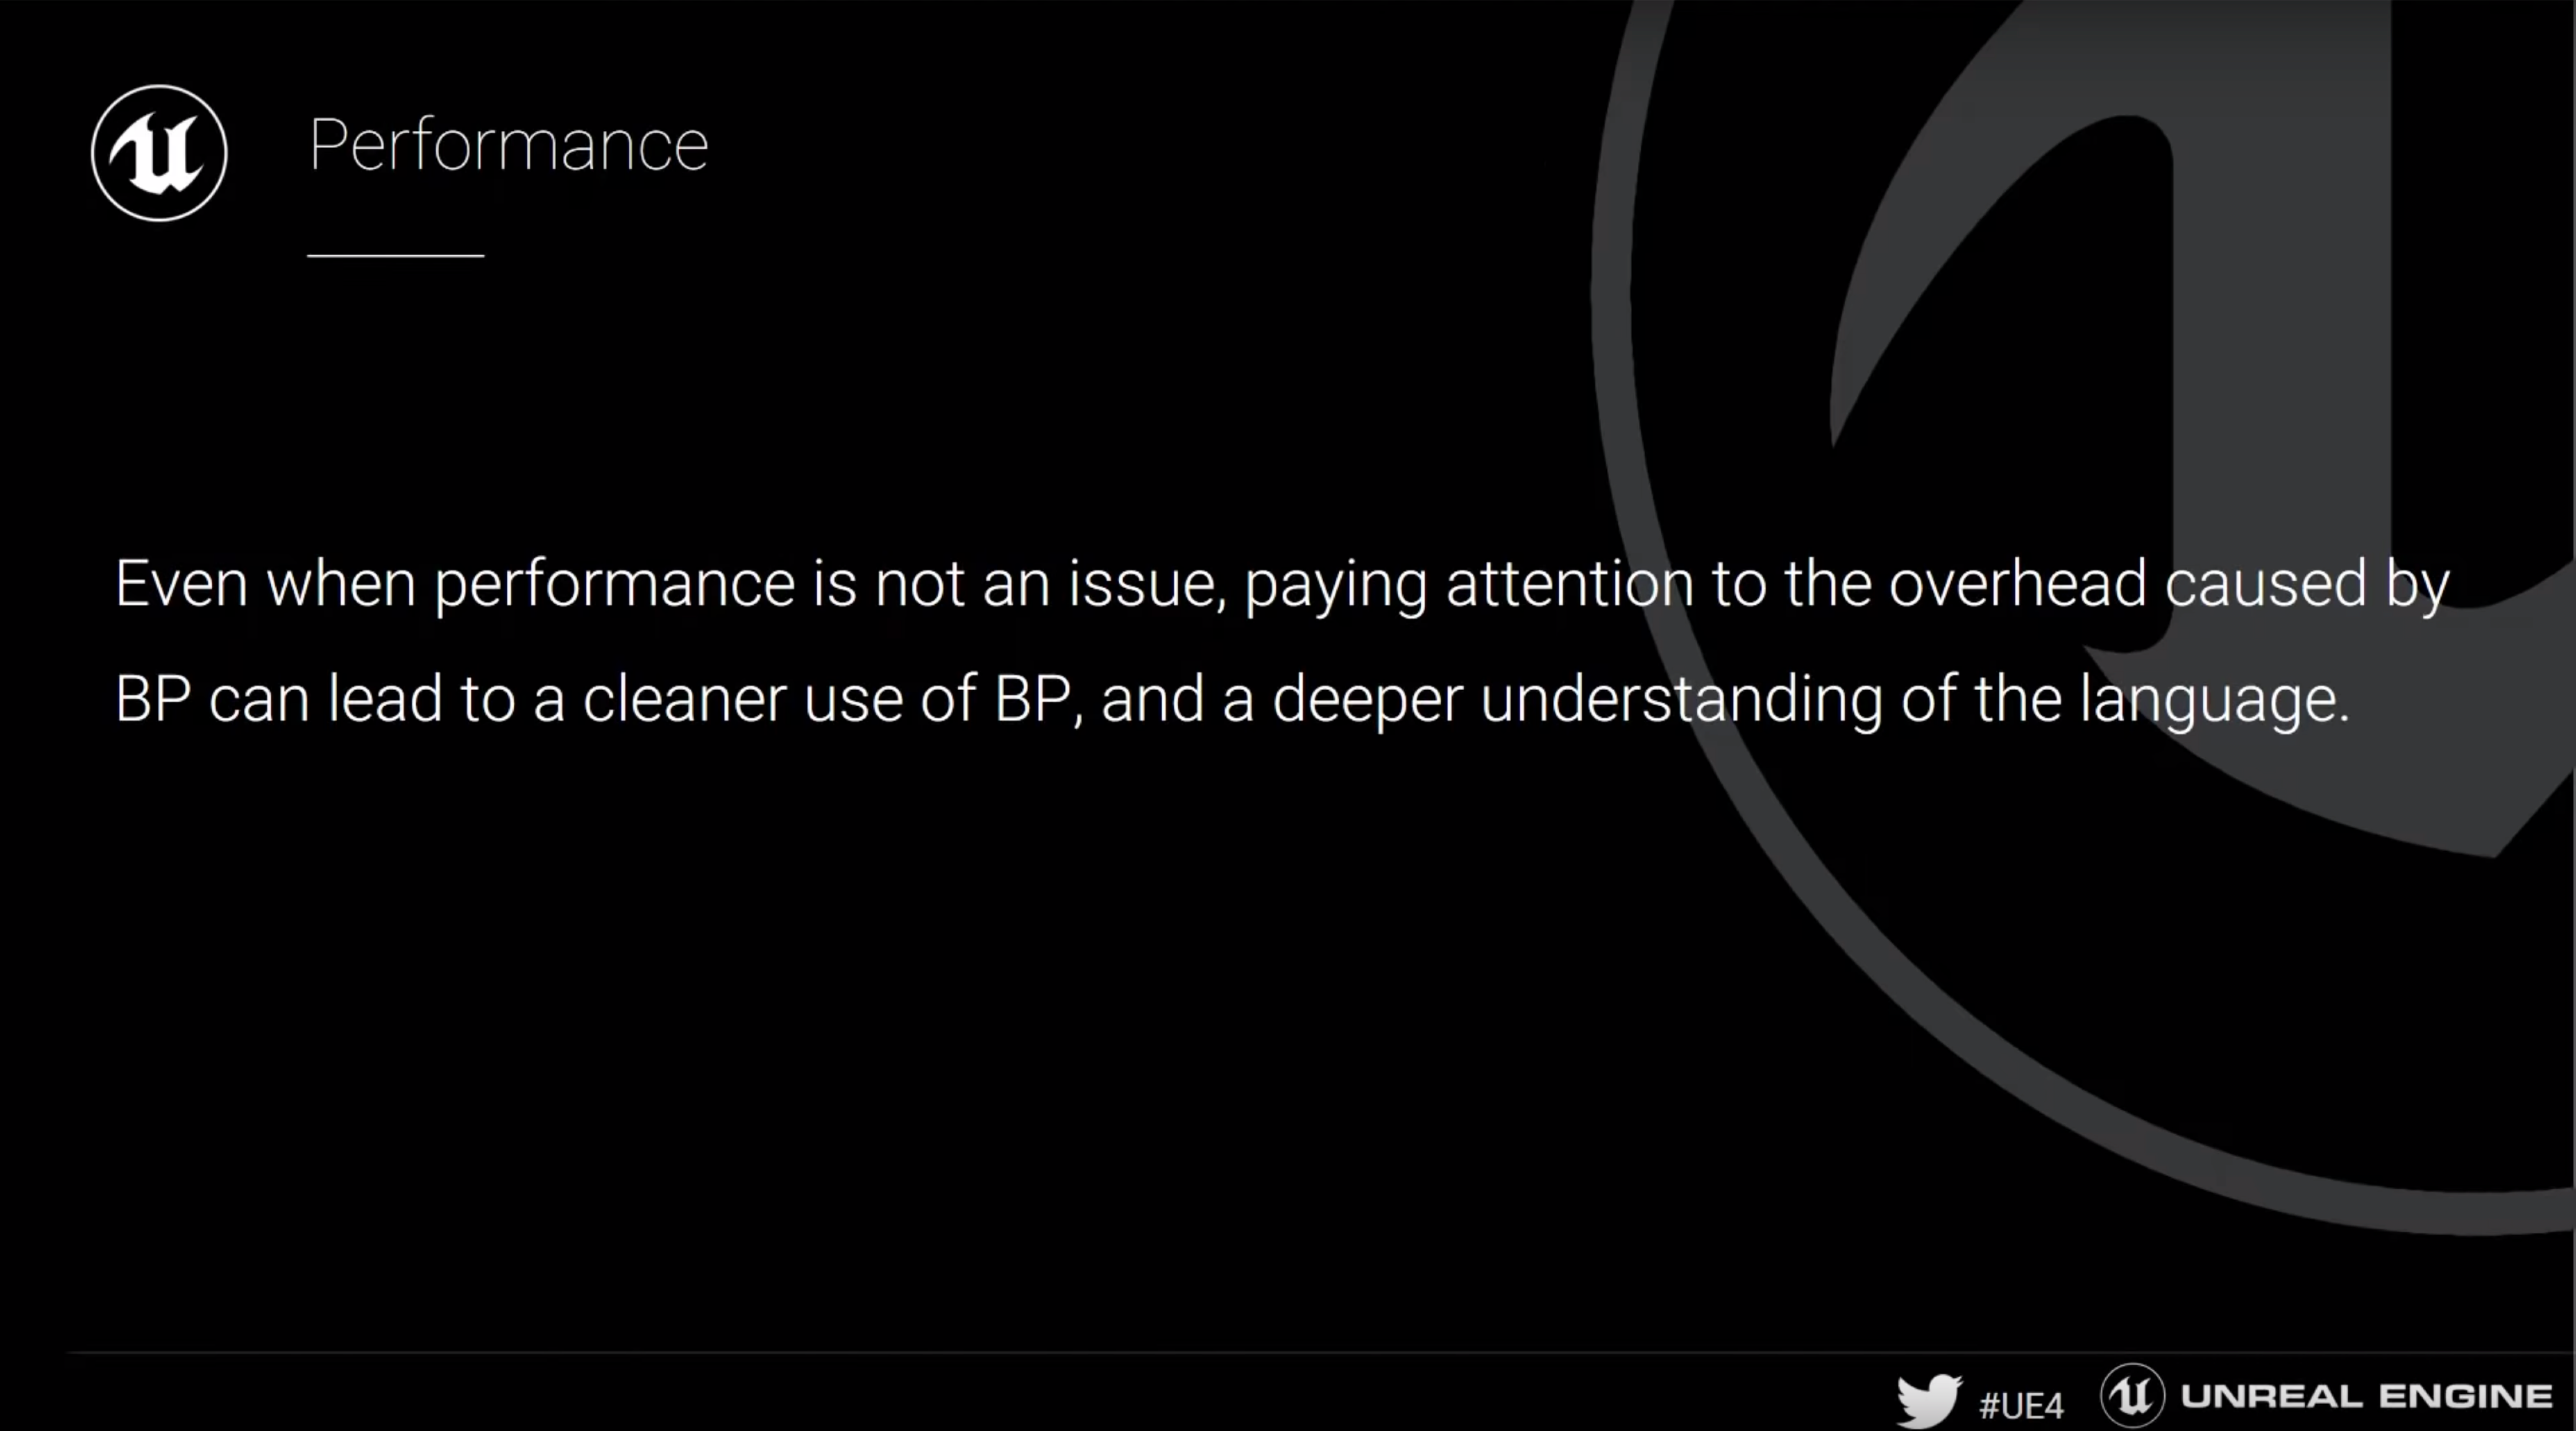 Performance
Even when performance is not an issue, paying attention to the overhead caused by
BP can lead to a cleaner use of BP, and a deeper understanding of the language.
#UE4
UNREAL ENGINE